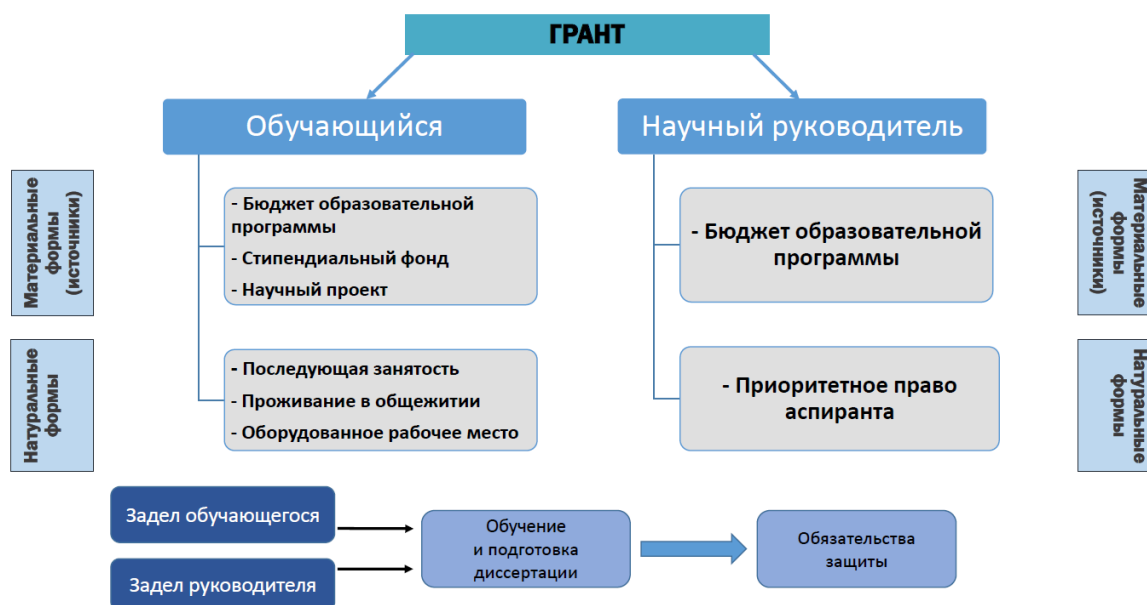 ГРАНТ
Обучающийся
Научный руководитель
Материальные
формы
(источники)
- Бюджет образовательной
программы
- Стипендиальный фонд
- Научный проект
- Бюджет образовательной
программы
Материальные
формы
(источники)
Натуральные
формы
- Последующая занятость
- Проживание в общежитии
- Оборудованное рабочее место
- Приоритетное право
аспиранта
Натуральные
формы
Задел обучающегося
Задел руководителя
Обучение
и подготовка
диссертации
Обязательства
защиты